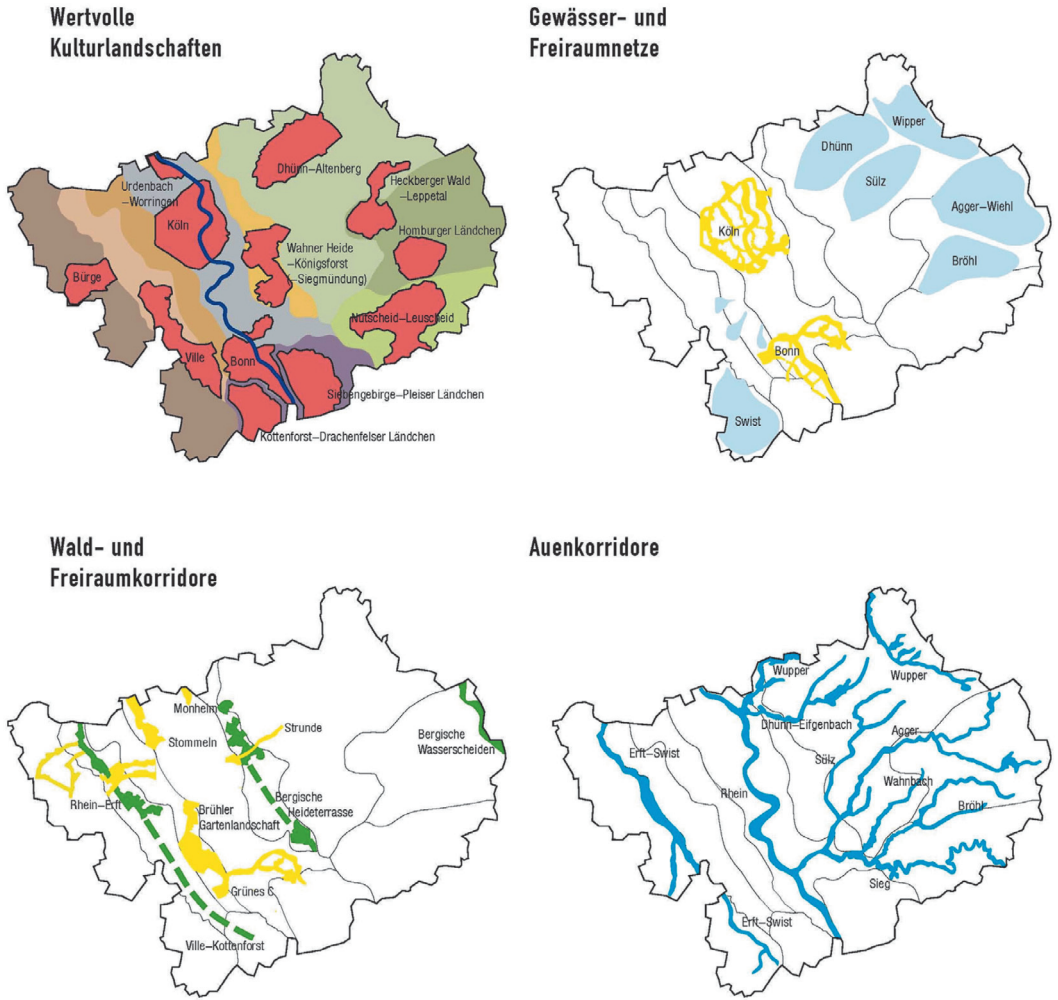 Wertvolle
Kulturlandschaften
Dhünn–Altenberg
Urdenbach
–Worringen
Heckberger Wald
–Leppetal
Köln
Homburger Ländchen
Wahner Heide
–Königsforst
(–Siegmündung)
Bürge
Nutscheid–Leuscheid
Ville
Bonn
Siebengebirge–Pleiser Ländchen
Kottenforst–Drachenfelser Ländchen
Gewässer- und
Freiraumnetze
Wipper
Dhünn
Sülz
Agger–Wiehl
Köln
Bröhl
Bonn
Swist
Wald- und
Freiraumkorridore
Monheim
Strunde
Stommeln
Bergische
Wasserscheiden
Rhein–Erft
Brühler
Gartenlandschaft
Bergische
Heideterrasse
Grünes C
Ville–Kottenforst
Auenkorridore
Wupper
Wupper
Dhünn–Eifgenbach
Agger
Erft–Swist
Sülz
Wahnbach
Rhein
Bröhl
Sieg
Erft–Swist